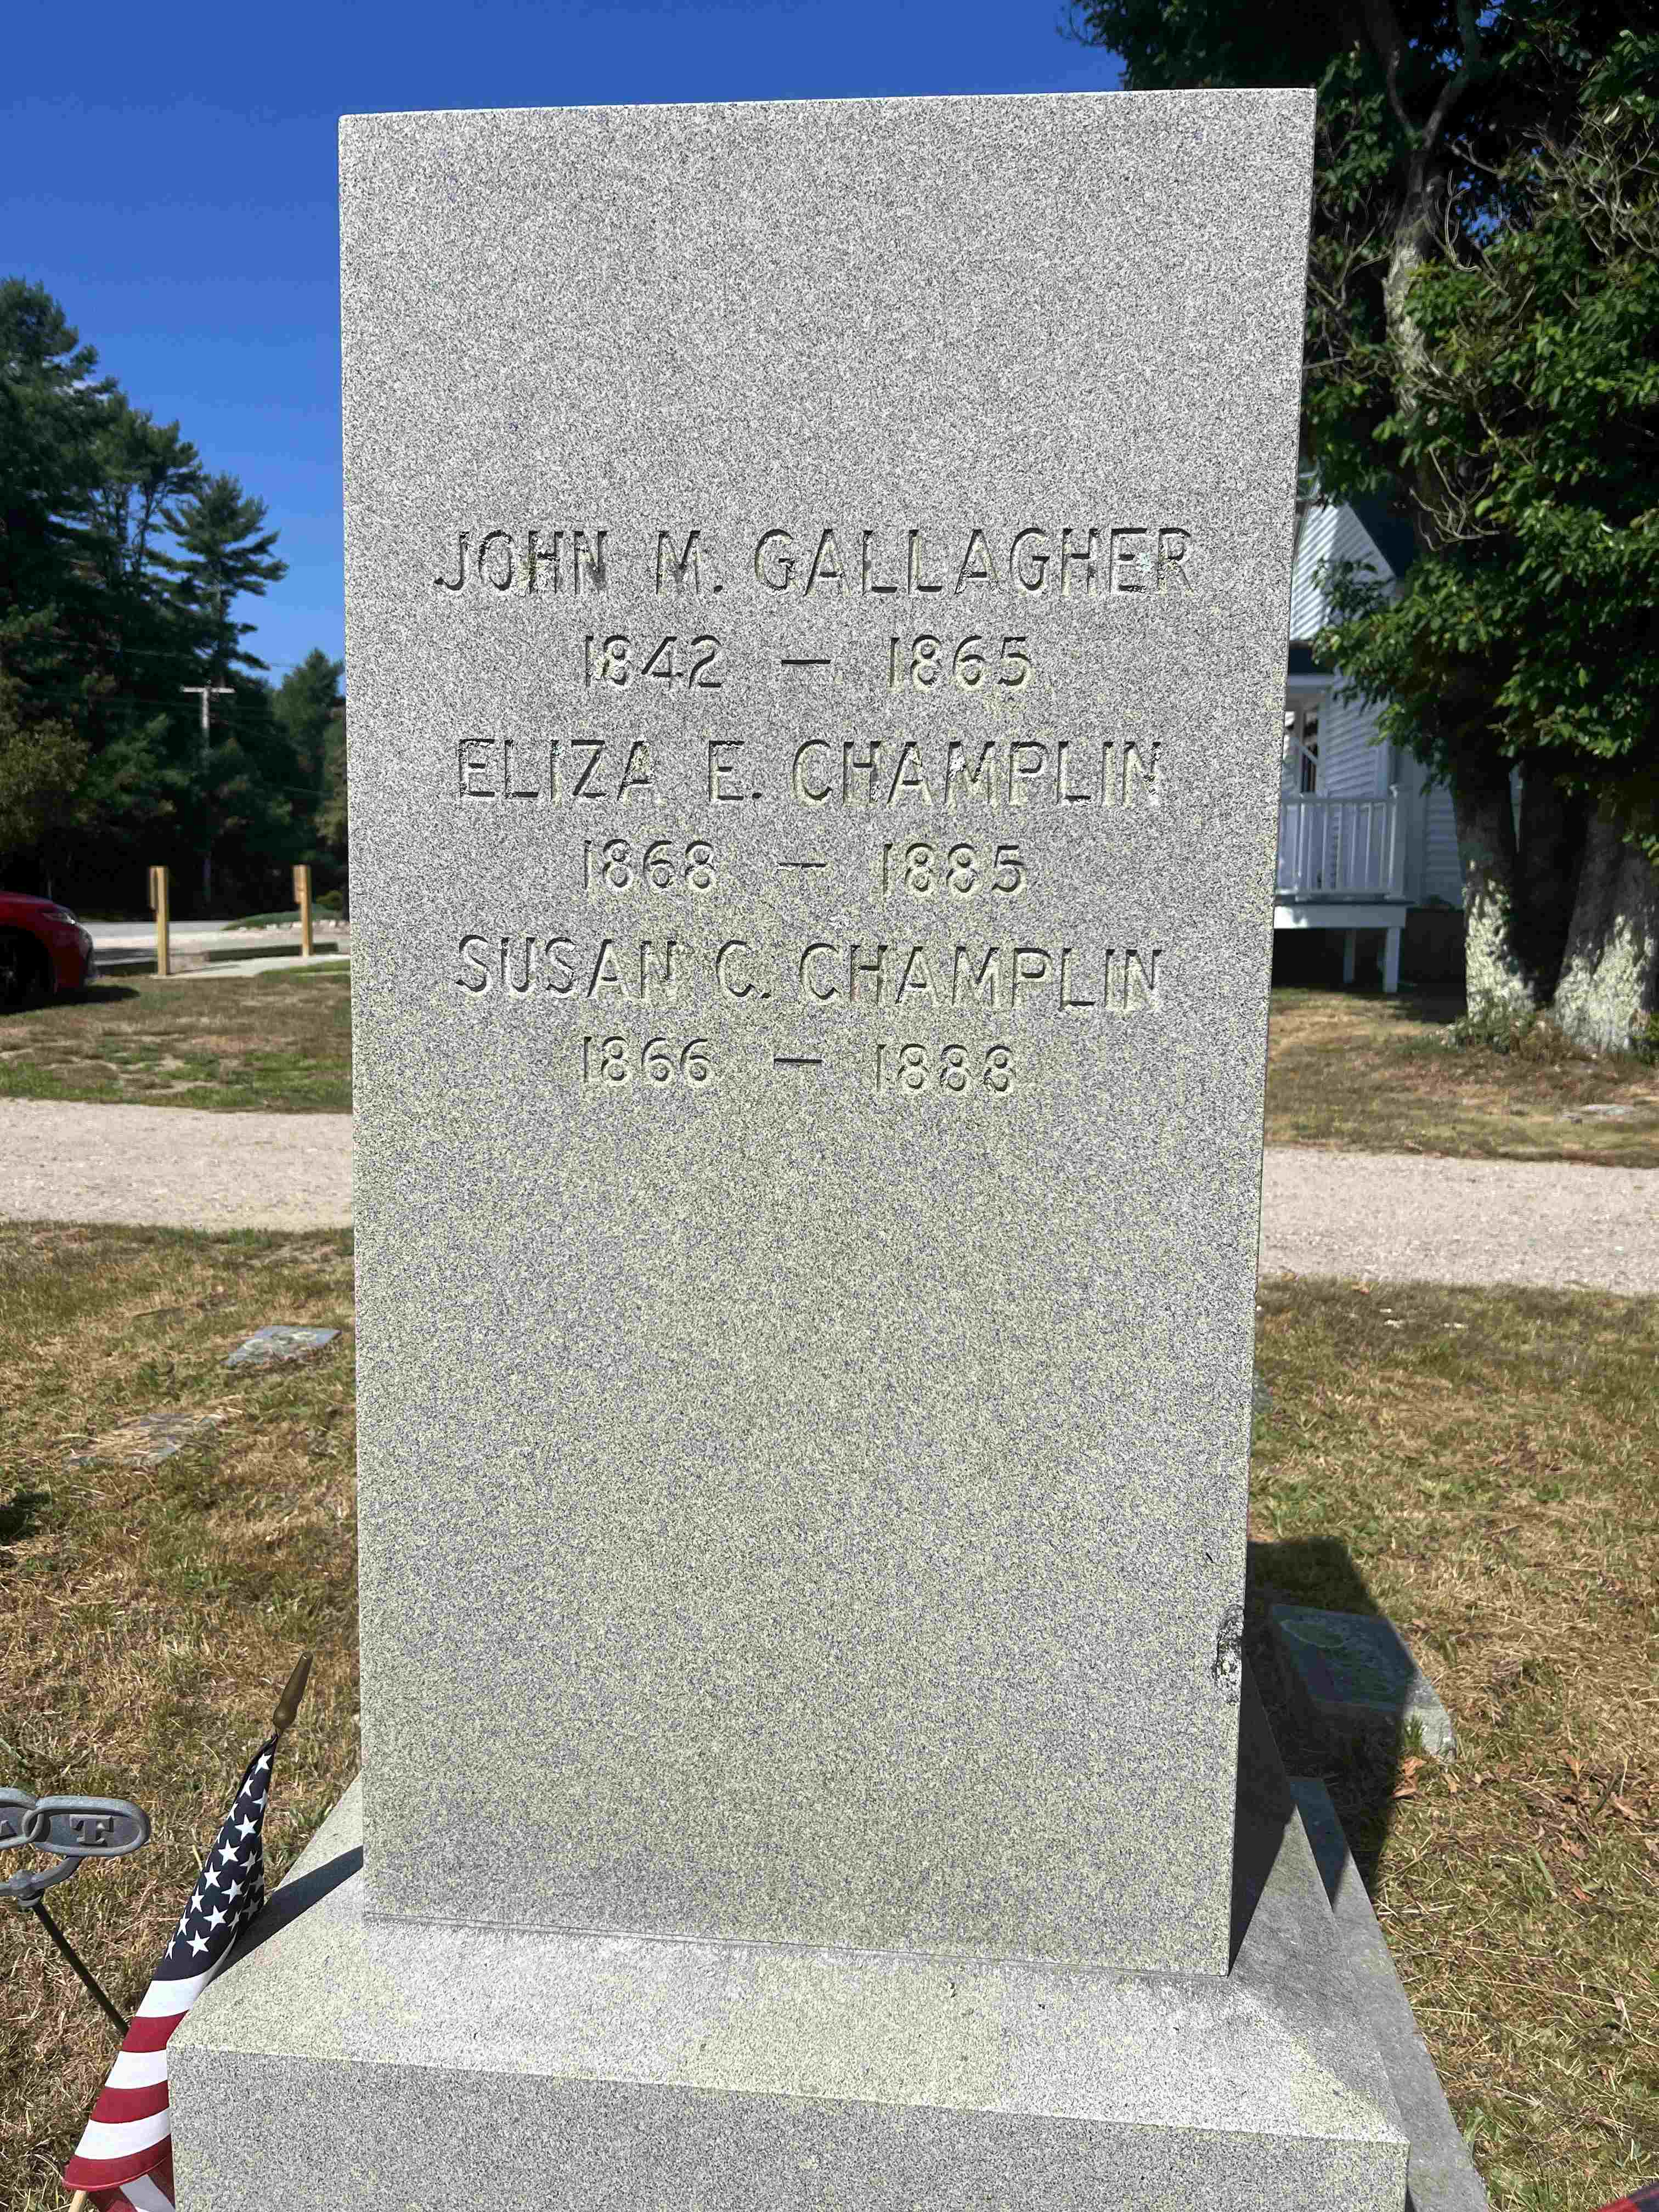 JOHN M. GALLAGHER
1842 — 1865
ELIZA E. CHAMPLIN
1868 — 1885
SUSAN C. CHAMPLIN
1866 — 1888
T